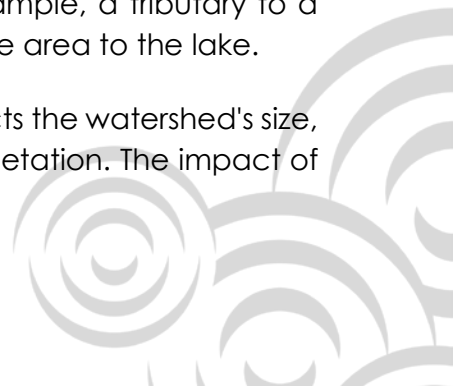 ample, a tributary to a
e area to the lake.
cts the watershed's size,
etation. The impact of